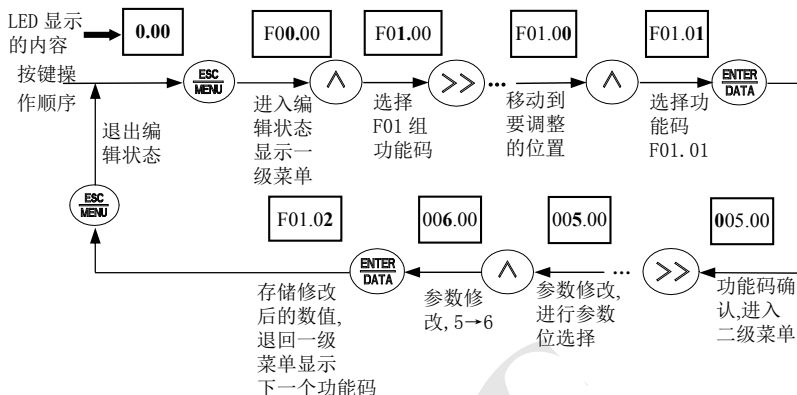 LED 显示
的内容
0.00
F00.00
F01.00
F01.00
F01.01
按键操
作顺序
ESC
MENU
∧
>>
...
∧
ENTER
DATA
退出编
辑状态
进入编
辑状态
显示一
级菜单
选择
F01 组
功能码
移动到
要调整
的位置
选择功
能码
F01.01
ESC
MENU
F01.02
006.00
005.00
005.00
ENTER
DATA
∧
...
>>
存储修改
后的数值,
退回一级
菜单显示
下一个功能码
参数修
改,5→6
参数修改,
进行参数
位选择
功能码确
认,进入
二级菜单